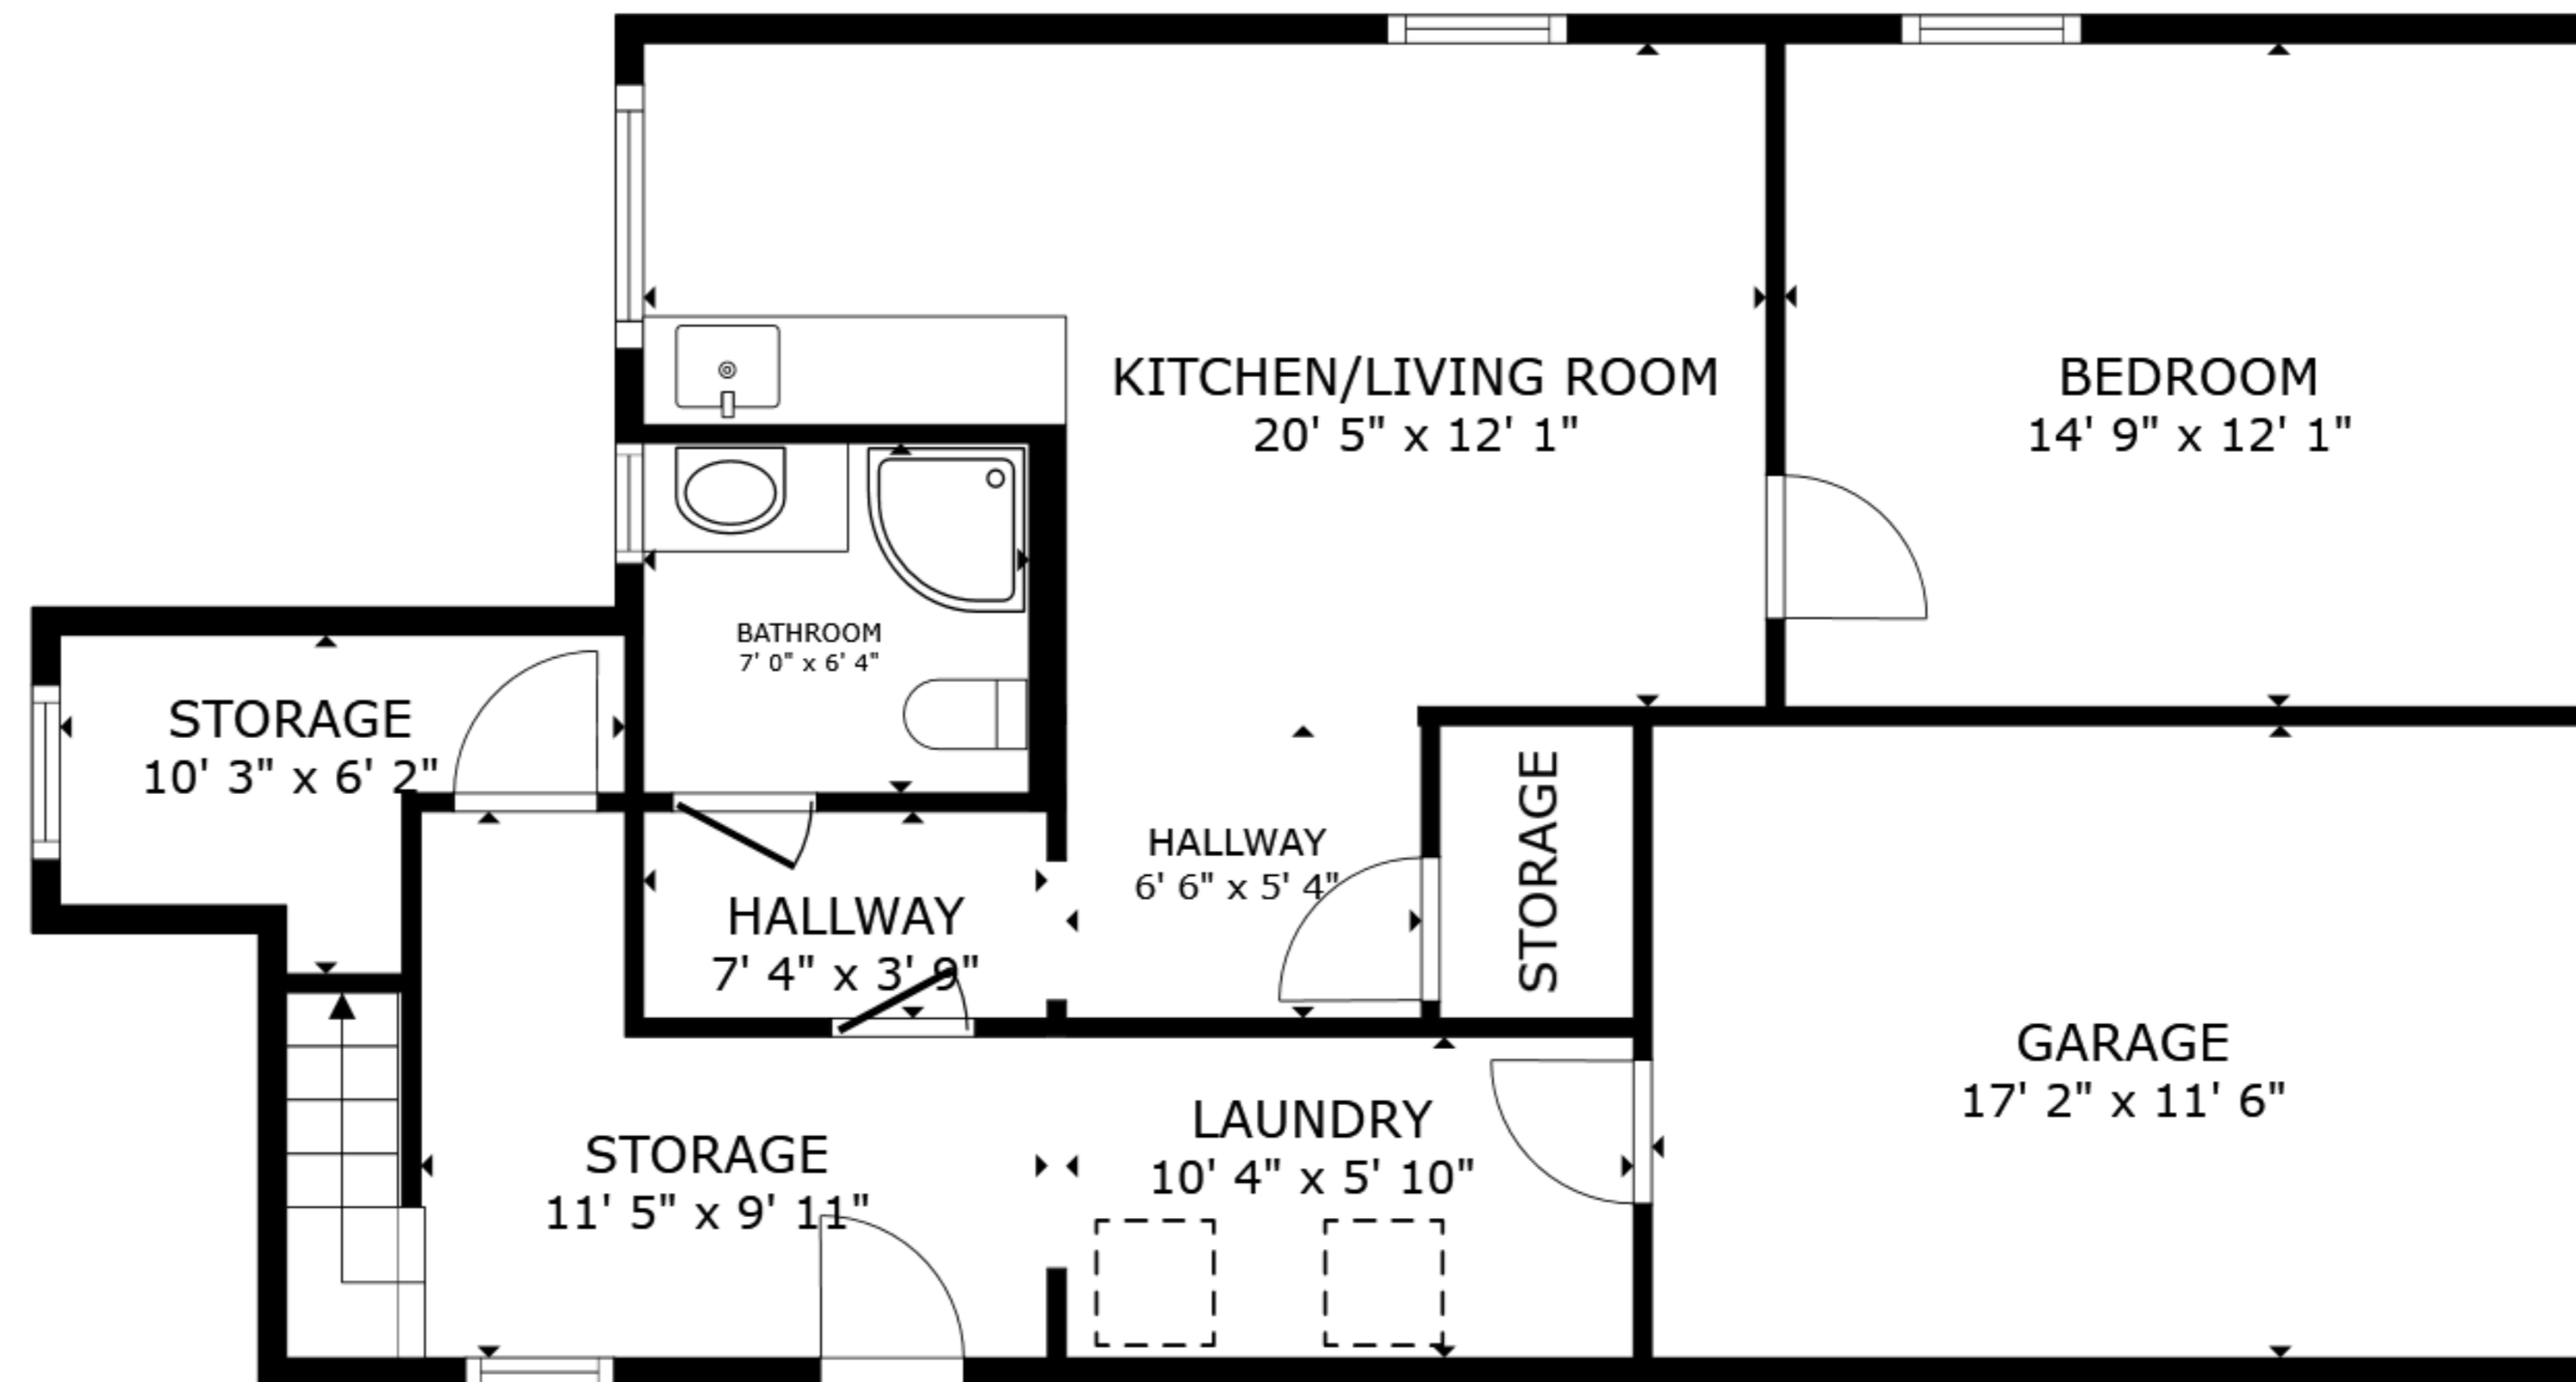 KITCHEN/LIVING ROOM
20' 5" x 12' 1"
BEDROOM
14' 9" x 12' 1"
BATHROOM
7' 0" x 6' 4"
STORAGE
10' 3" x 6' 2"
HALLWAY
7' 4" x 3' 9"
HALLWAY
6' 6" x 5' 4"
STORAGE
GARAGE
17' 2" x 11' 6"
STORAGE
11' 5" x 9' 11"
LAUNDRY
10' 4" x 5' 10"